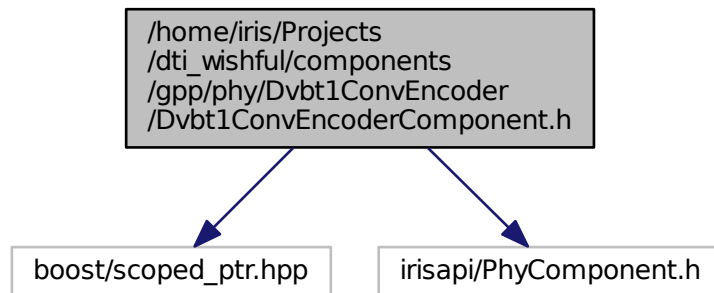 /home/iris/Projects
/dti_wishful/components
/gpp/phy/Dvbt1ConvEncoder
/Dvbt1ConvEncoderComponent.h
boost/scoped_ptr.hpp
irisapi/PhyComponent.h